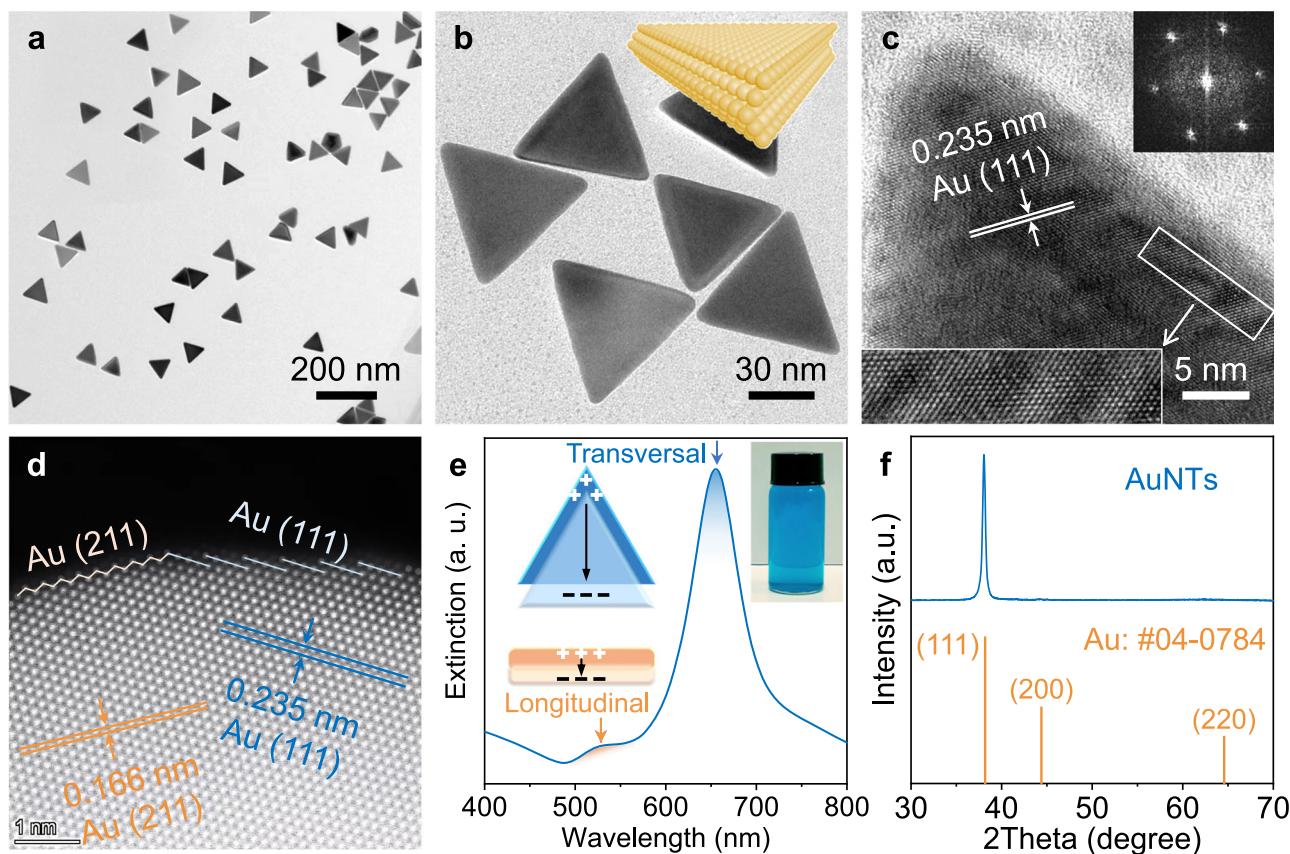 a
200 nm
b
30 nm
c
0.235 nm
Au (111)
5 nm
d
Au (211)
Au (111)
0.235 nm
Au (111)
0.166 nm
Au (211)
1 nm
e
Transversal
+ + +
– – –
+ + +
– – –
Longitudinal
Extinction (a. u.)
400 500 600 700 800
Wavelength (nm)
f
AuNTs
Au: #04-0784
(111)
(200)
(220)
Intensity (a.u.)
30 40 50 60 70
2Theta (degree)